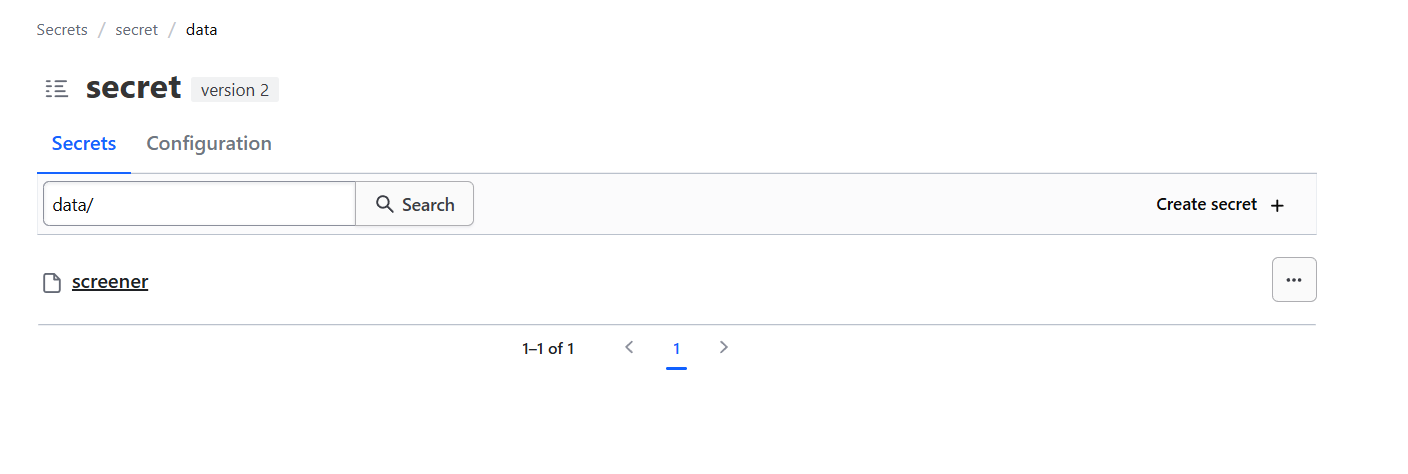 Secrets / secret / data
secret version 2
Secrets Configuration
data/ Search Create secret +
screener ...
1–1 of 1 < 1 >